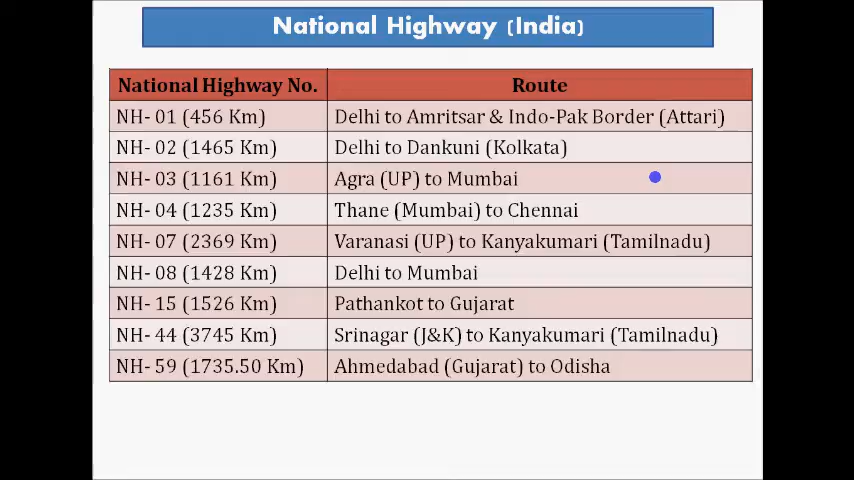 National Highway (India)
National Highway No. Route
NH- 01 (456 Km) Delhi to Amritsar & Indo-Pak Border (Attari)
NH- 02 (1465 Km) Delhi to Dankuni (Kolkata)
NH- 03 (1161 Km) Agra (UP) to Mumbai
NH- 04 (1235 Km) Thane (Mumbai) to Chennai
NH- 07 (2369 Km) Varanasi (UP) to Kanyakumari (Tamilnadu)
NH- 08 (1428 Km) Delhi to Mumbai
NH- 15 (1526 Km) Pathankot to Gujarat
NH- 44 (3745 Km) Srinagar (J&K) to Kanyakumari (Tamilnadu)
NH- 59 (1735.50 Km) Ahmedabad (Gujarat) to Odisha